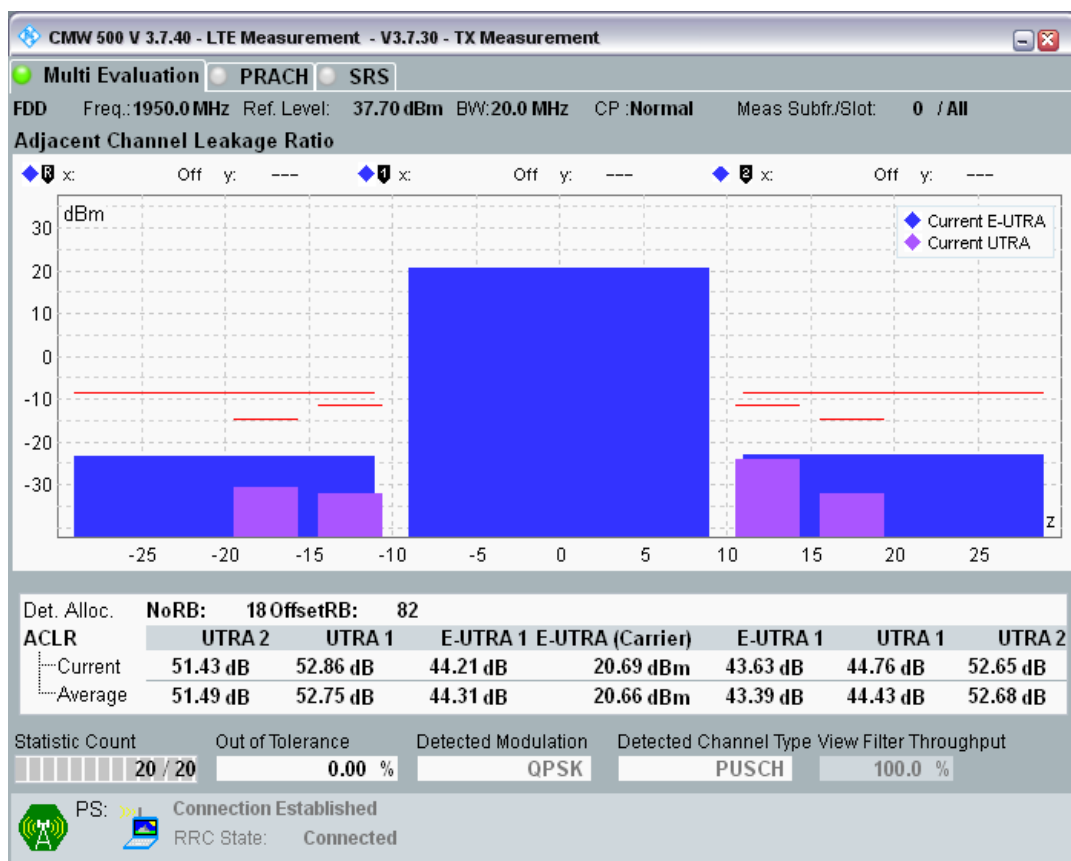 CMW 500 V 3.7.40 - LTE Measurement - V3.7.30 - TX Measurement
Multi Evaluation PRACH SRS
FDD Freq.: 1950.0 MHz Ref. Level: 37.70 dBm BW: 20.0 MHz CP : Normal Meas Subfr./Slot: 0 / All
Adjacent Channel Leakage Ratio
R x: Off y: --- 1 x: Off y: --- 2 x: Off y: ---
dBm
Current E-UTRA
Current UTRA
30
20
10
0
-10
-20
-30
z
-25 -20 -15 -10 -5 0 5 10 15 20 25
Det. Alloc. NoRB: 18 OffsetRB: 82
ACLR UTRA 2 UTRA 1 E-UTRA 1 E-UTRA (Carrier) E-UTRA 1 UTRA 1 UTRA 2
Current 51.43 dB 52.86 dB 44.21 dB 20.69 dBm 43.63 dB 44.76 dB 52.65 dB
Average 51.49 dB 52.75 dB 44.31 dB 20.66 dBm 43.39 dB 44.43 dB 52.68 dB
Statistic Count Out of Tolerance Detected Modulation Detected Channel Type View Filter Throughput
20 / 20 0.00 % QPSK PUSCH 100.0 %
PS: Connection Established
RRC State: Connected